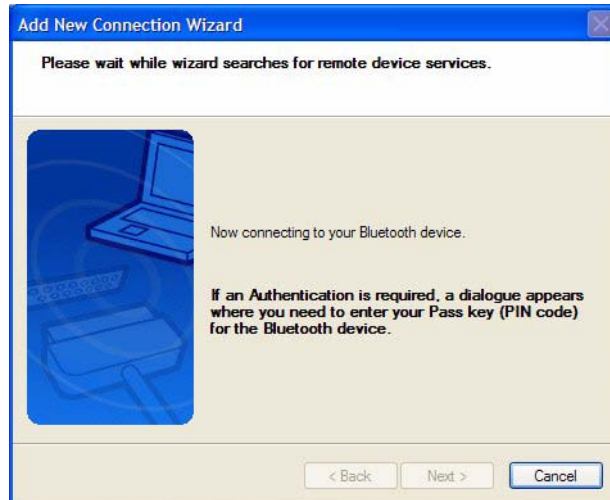 Add New Connection Wizard
Please wait while wizard searches for remote device services.
Now connecting to your Bluetooth device.
If an Authentication is required, a dialogue appears
where you need to enter your Pass key (PIN code)
for the Bluetooth device.
< Back Next > Cancel